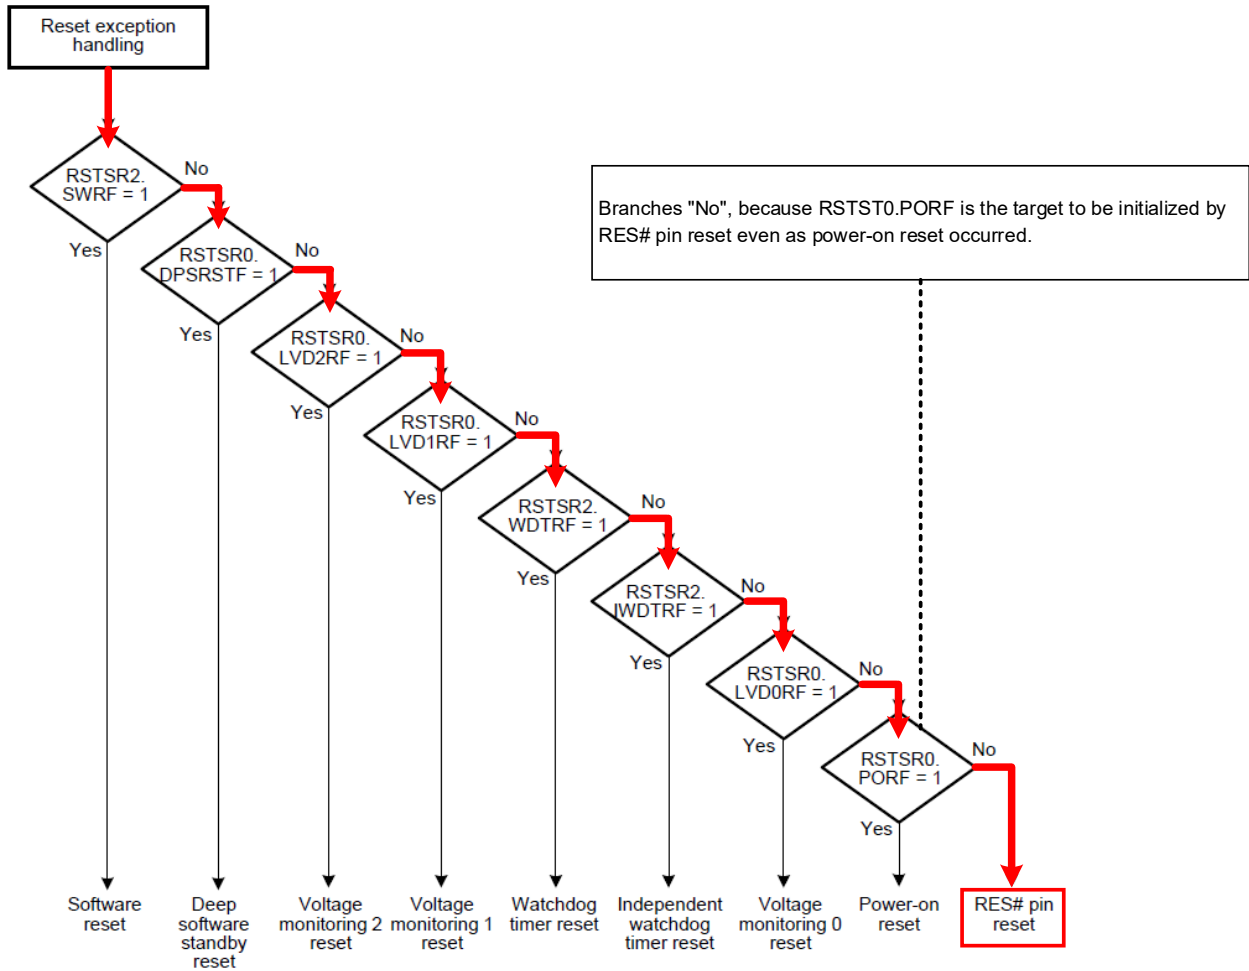 Reset exception
handling
RSTSR2.
SWRF = 1
No
Yes
Branches "No", because RSTST0.PORF is the target to be initialized by
RES# pin reset even as power-on reset occurred.
RSTSR0.
DPSRSTF = 1
No
Yes
RSTSR0.
LVD2RF = 1
No
Yes
RSTSR0.
LVD1RF = 1
No
Yes
RSTSR2.
WDTRF = 1
No
Yes
RSTSR2.
IWDTRF = 1
No
Yes
RSTSR0.
LVD0RF = 1
No
Yes
RSTSR0.
PORF = 1
No
Yes
Software
reset
Deep
software
standby
reset
Voltage
monitoring 2
reset
Voltage
monitoring 1
reset
Watchdog
timer reset
Independent
watchdog
timer reset
Voltage
monitoring 0
reset
Power-on
reset
RES# pin
reset